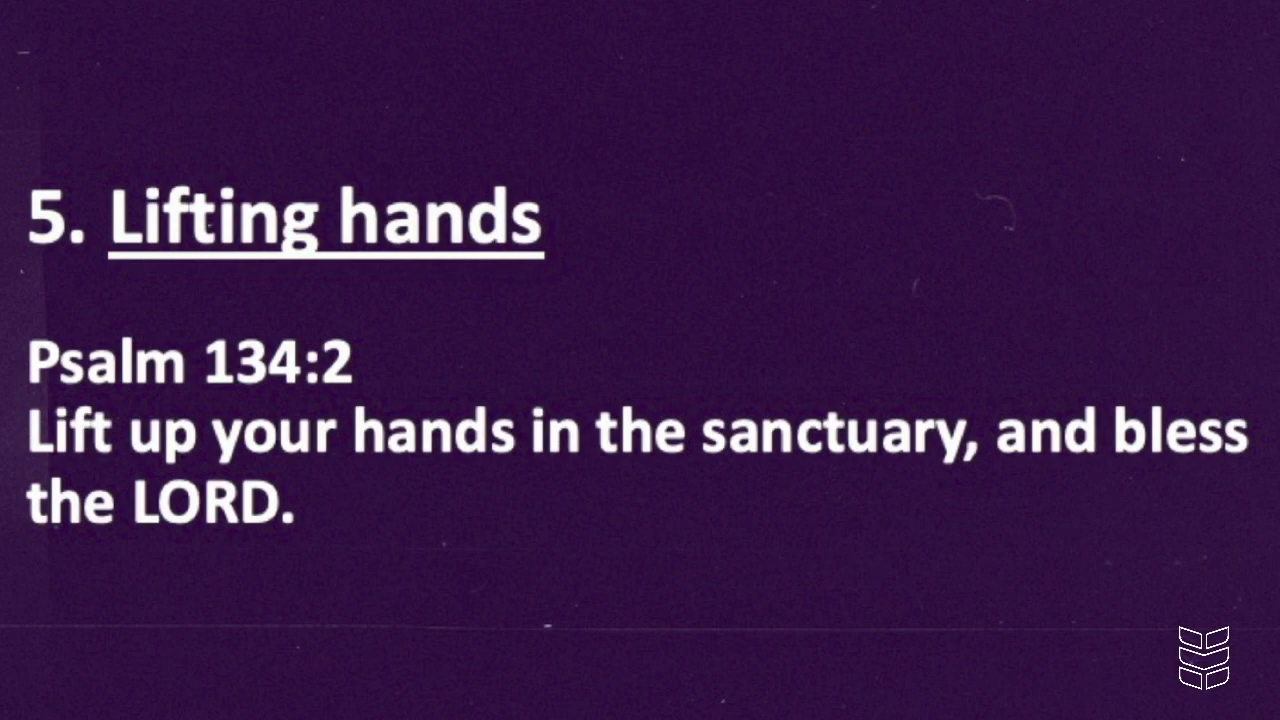 5. Lifting hands
Psalm 134:2
Lift up your hands in the sanctuary, and bless
the LORD.